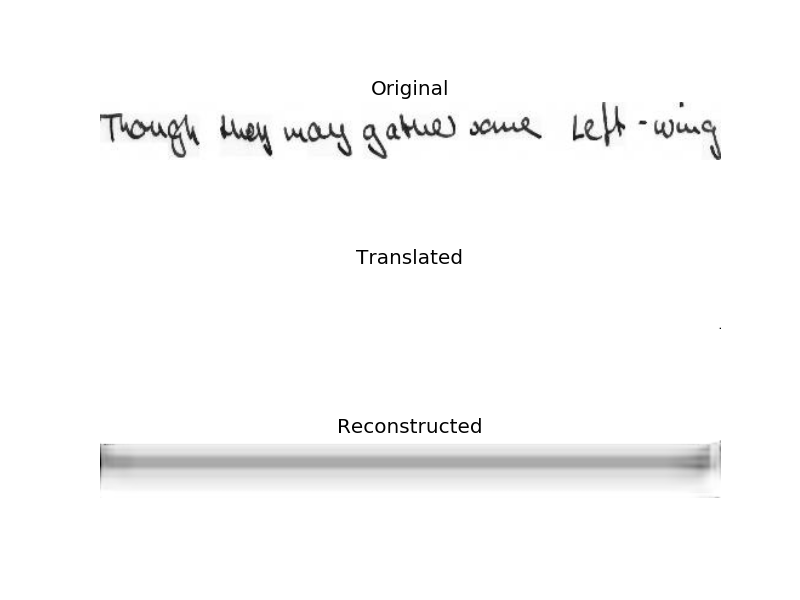 Original
Though they may gather some Left-wing
Translated
Reconstructed